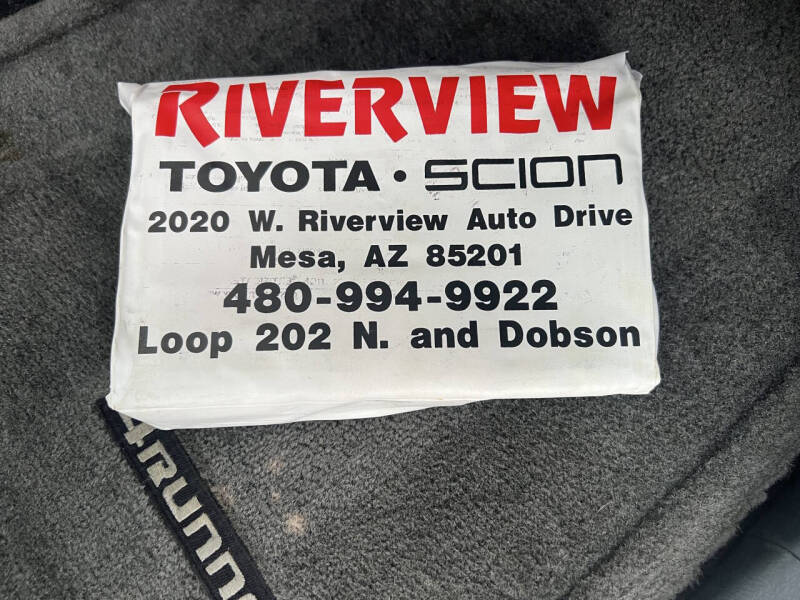 RIVERVIEW
TOYOTA • SCION
2020 W. Riverview Auto Drive
Mesa, AZ 85201
480-994-9922
Loop 202 N. and Dobson
4RUNNE